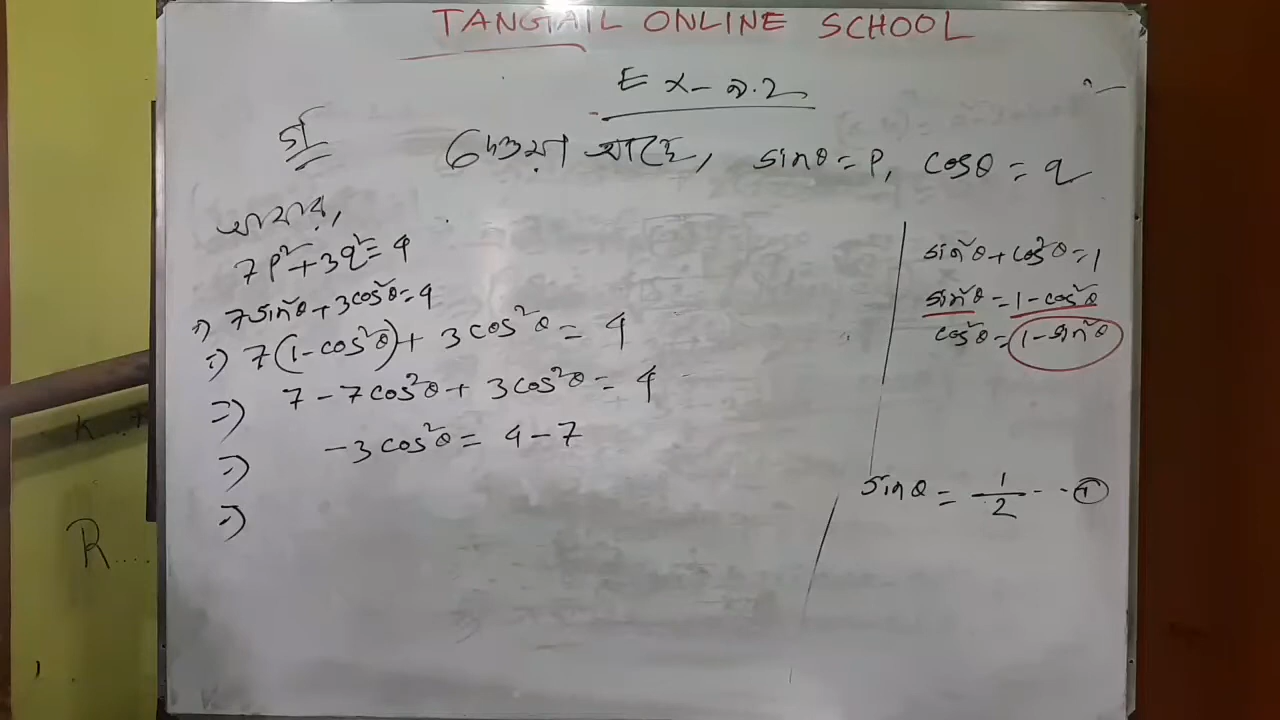 TANGAIL ONLINE SCHOOL
Ex-৯.2
গ
দেওয়া আছে, sinθ = P, cosθ = q
আবার,
7P²+3q²=4
⇒ 7sin²θ+3cos²θ=4
⇒ 7(1-cos²θ)+3cos²θ = 4
⇒ 7-7cos²θ+3cos²θ = 4
⇒ -3cos²θ = 4-7
⇒
sin²θ+cos²θ=1
sin²θ=1-cos²θ
cos²θ=1-sin²θ
sinθ = 1/2
K..
R....